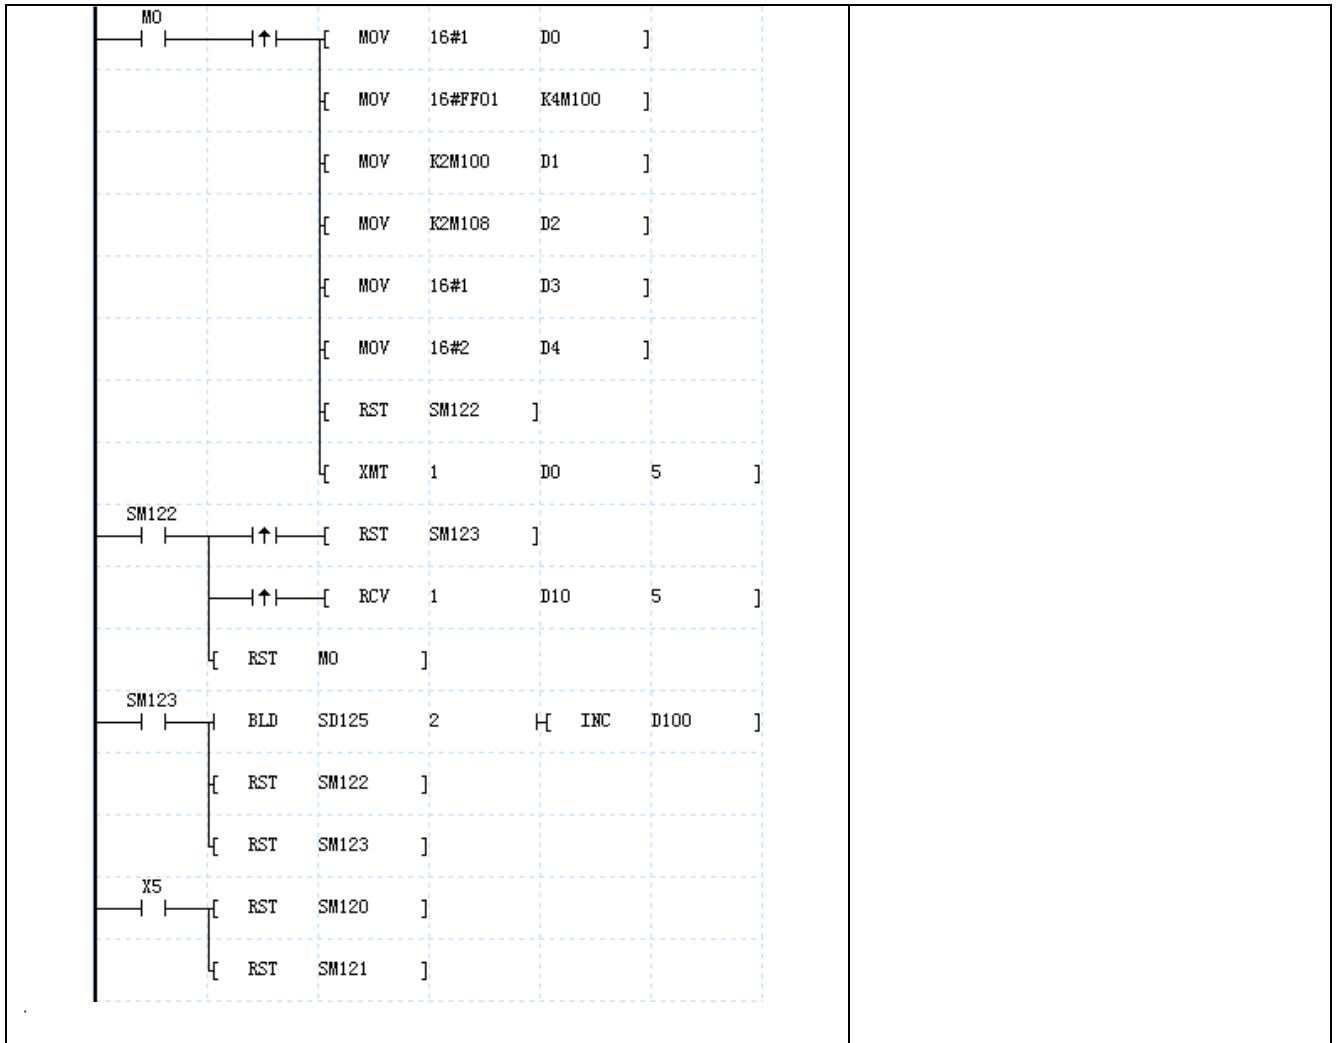 M0
[ MOV 16#1 D0 ]
[ MOV 16#FF01 K4M100 ]
[ MOV K2M100 D1 ]
[ MOV K2M108 D2 ]
[ MOV 16#1 D3 ]
[ MOV 16#2 D4 ]
[ RST SM122 ]
[ XMT 1 D0 5 ]
SM122
[ RST SM123 ]
[ RCV 1 D10 5 ]
[ RST M0 ]
SM123
BLD SD125 2 [ INC D100 ]
[ RST SM122 ]
[ RST SM123 ]
X5
[ RST SM120 ]
[ RST SM121 ]